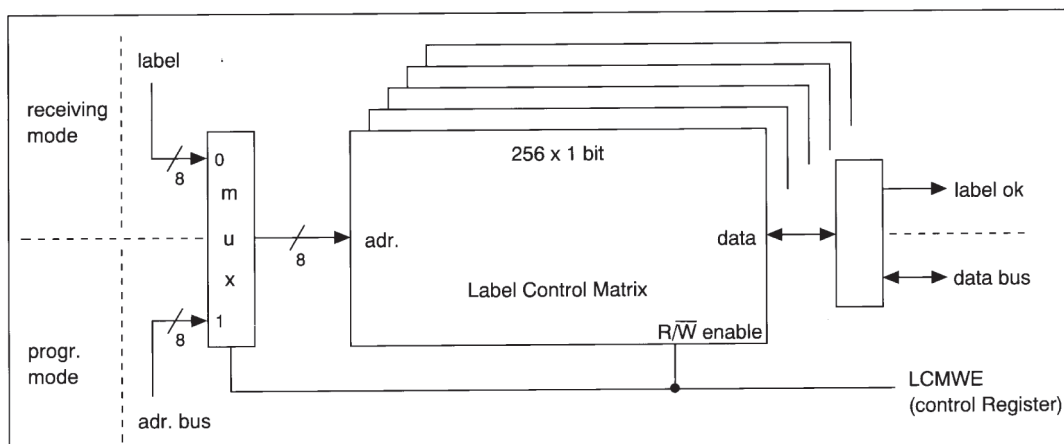 label
receiving
mode
8
0
m
u
x
1
8
8
256 x 1 bit
adr.
data
Label Control Matrix
R/W̅ enable
label ok
data bus
progr.
mode
8
adr. bus
LCMWE
(control Register)